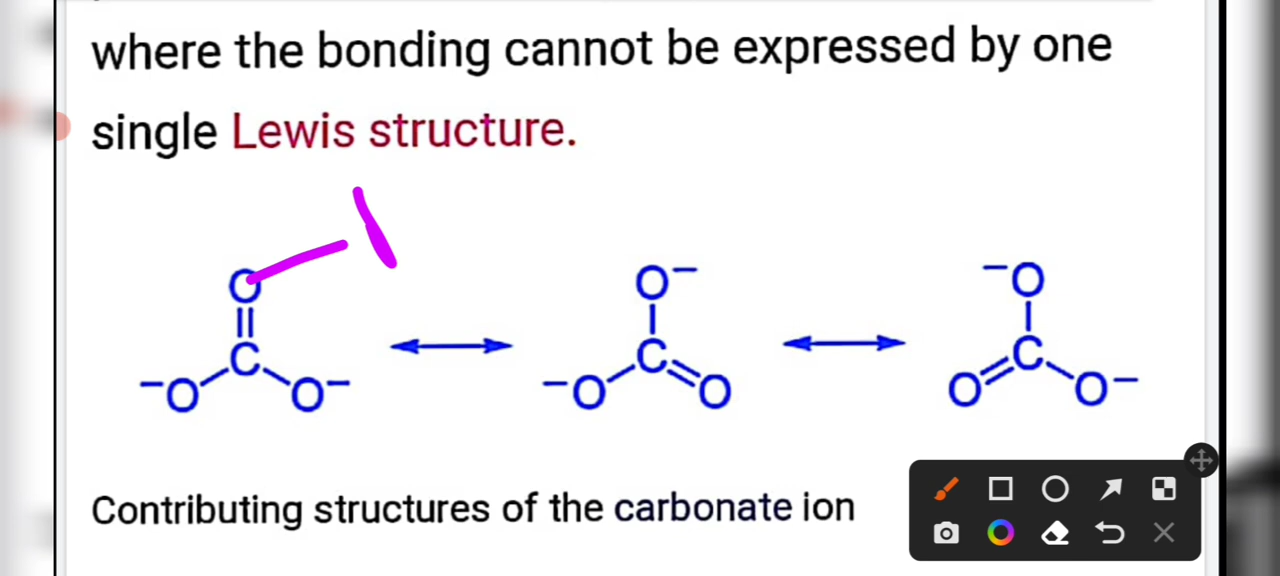 where the bonding cannot be expressed by one
single Lewis structure.
O O⁻ ⁻O
C C C
⁻O O⁻ ⁻O O O O⁻
Contributing structures of the carbonate ion